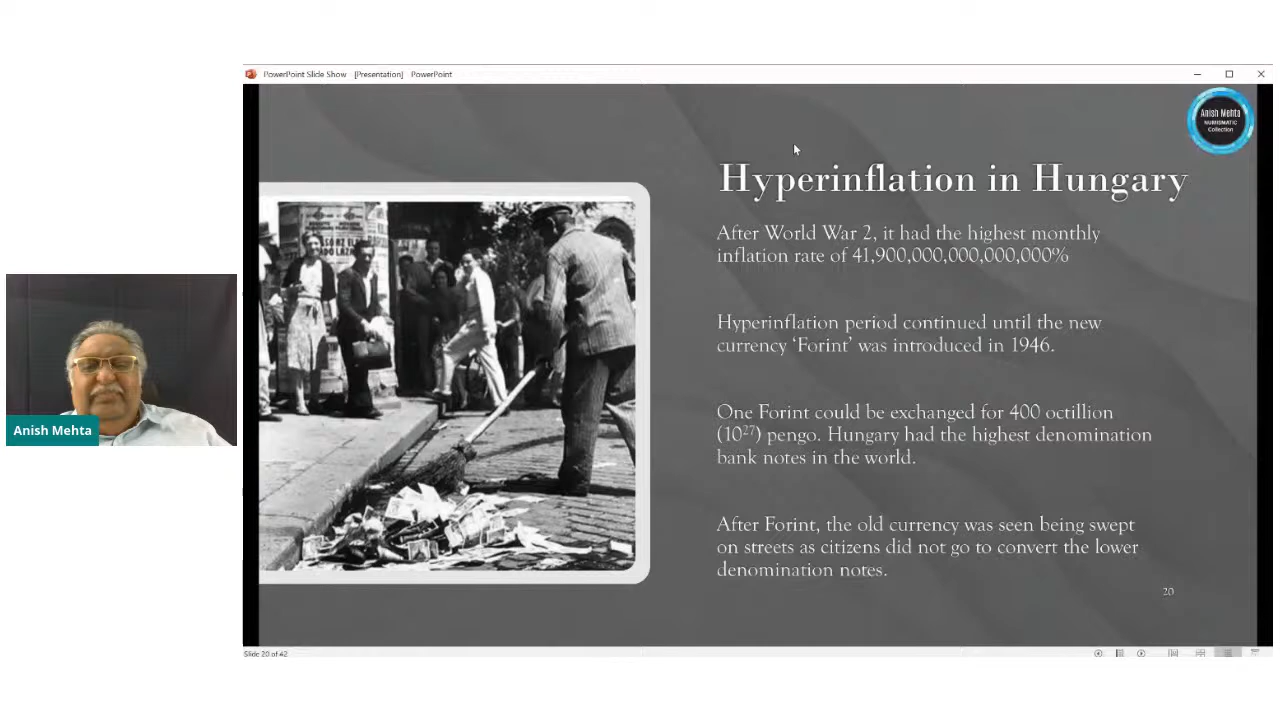 PowerPoint Slide Show [Presentation] PowerPoint
Anish Mehta
NUMISMATIC
Collection
Hyperinflation in Hungary
After World War 2, it had the highest monthly
inflation rate of 41,900,000,000,000,000%
Hyperinflation period continued until the new
currency ‘Forint’ was introduced in 1946.
One Forint could be exchanged for 400 octillion
(10²⁷) pengo. Hungary had the highest denomination
bank notes in the world.
After Forint, the old currency was seen being swept
on streets as citizens did not go to convert the lower
denomination notes.
20
Anish Mehta
Slide 20 of 42